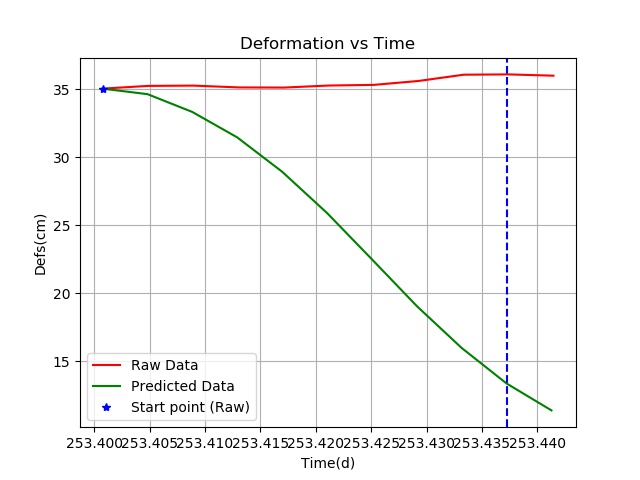 Deformation vs Time
Defs(cm)
35
30
25
20
15
Raw Data
Predicted Data
Start point (Raw)
253.400 253.405 253.410 253.415 253.420 253.425 253.430 253.435 253.440
Time(d)